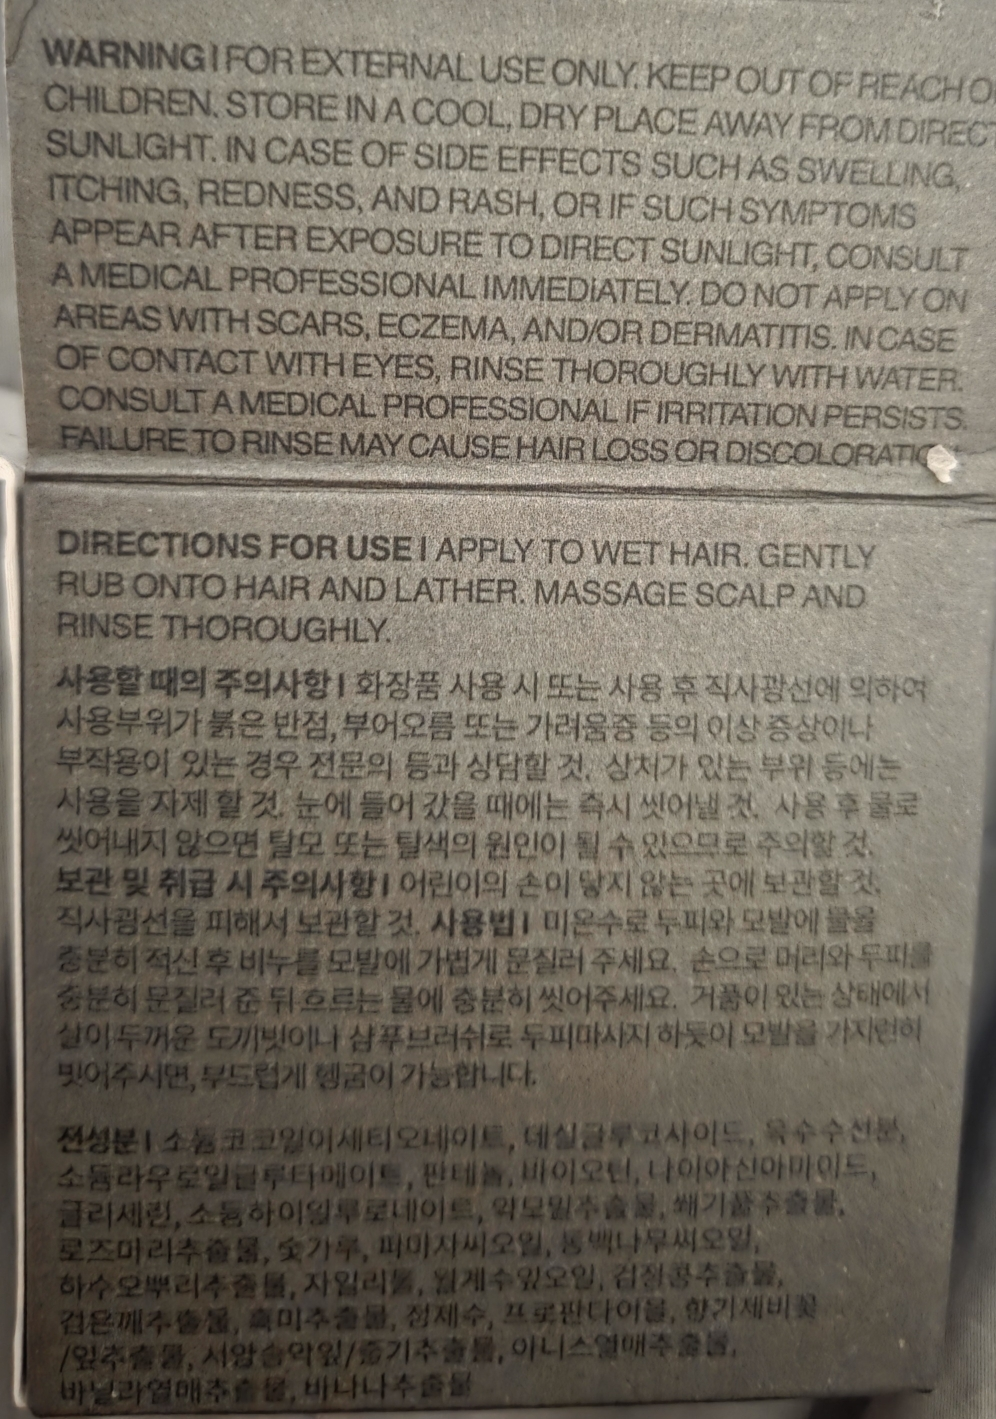 WARNING | FOR EXTERNAL USE ONLY. KEEP OUT OF REACH
CHILDREN. STORE IN A COOL, DRY PLACE AWAY FROM DIRECT
SUNLIGHT. IN CASE OF SIDE EFFECTS SUCH AS SWELLING,
ITCHING, REDNESS, AND RASH, OR IF SUCH SYMPTOMS
APPEAR AFTER EXPOSURE TO DIRECT SUNLIGHT, CONSULT
A MEDICAL PROFESSIONAL IMMEDIATELY. DO NOT APPLY ON
AREAS WITH SCARS, ECZEMA, AND/OR DERMATITIS. IN CASE
OF CONTACT WITH EYES, RINSE THOROUGHLY WITH WATER.
CONSULT A MEDICAL PROFESSIONAL IF IRRITATION PERSISTS.
FAILURE TO RINSE MAY CAUSE HAIR LOSS OR
DIRECTIONS FOR USE | APPLY TO WET HAIR. GENTLY
RUB ONTO HAIR AND LATHER. MASSAGE SCALP AND
RINSE THOROUGHLY.
사용할 때의 주의사항 | 화장품 사용 시 또는 사용 후 직사광선에 의하여
사용부위가 붉은 반점, 부어오름 또는 가려움증 등의 이상 증상이나
부작용이 있는 경우 전문의 등과 상담할 것. 상처가 있는 부위 등에는
사용을 자제 할 것. 눈에 들어 갔을 때에는 즉시 씻어낼 것. 사용 후 물로
씻어내지 않으면 탈모 또는 탈색의 원인이 될 수 있으므로 주의할 것.
보관 및 취급 시 주의사항 | 어린이의 손이 닿지 않는 곳에 보관할 것.
직사광선을 피해서 보관할 것. 사용법 | 미온수로 두피와 모발에 물을
충분히 적신 후 비누를 모발에 가볍게 문질러 주세요. 손으로 머리와 두피를
충분히 문질러 준 뒤 흐르는 물에 충분히 씻어주세요. 거품이 있는 상태에서
살이 두꺼운 도끼빗이나 샴푸브러쉬로 두피마사지 하듯이 모발을 가지런히
빗어주시면, 부드럽게 헹굼이 가능합니다.
전성분 | 소듐코코일이세티오네이트, 데실글루코사이드, 옥수수전분,
소듐라우로일글루타메이트, 판테놀, 바이오틴, 나이아신아마이드,
글리세린, 소듐하이알루로네이트, 약모밀추출물, 쐐기풀추출물,
로즈마리추출물, 숯가루, 피마자씨오일, 동백나무씨오일,
하수오뿌리추출물, 자일리톨, 월계수잎오일, 검정콩추출물,
검은깨추출물, 흑미추출물, 정제수, 프로판다이올, 향기제비꽃
/잎추출물, 서양송악잎/줄기추출물, 아니스열매추출물,
바닐라열매추출물, 바나나추출물